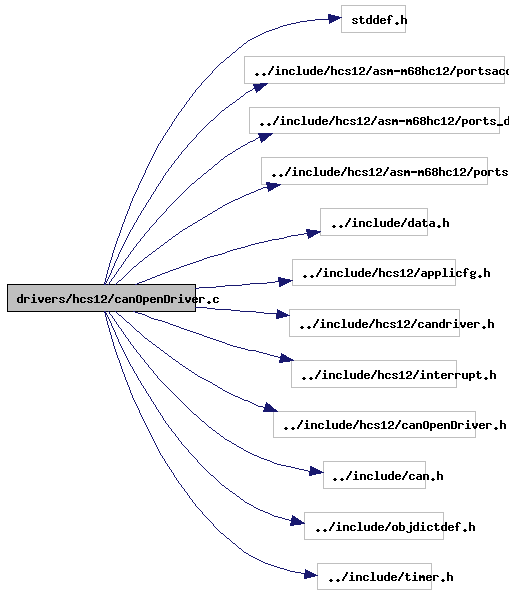 stddef.h
../include/hcs12/asm-m68hc12/portsacc
../include/hcs12/asm-m68hc12/ports_d
../include/hcs12/asm-m68hc12/ports
../include/data.h
../include/hcs12/applicfg.h
drivers/hcs12/canOpenDriver.c
../include/hcs12/candriver.h
../include/hcs12/interrupt.h
../include/hcs12/canOpenDriver.h
../include/can.h
../include/objdictdef.h
../include/timer.h